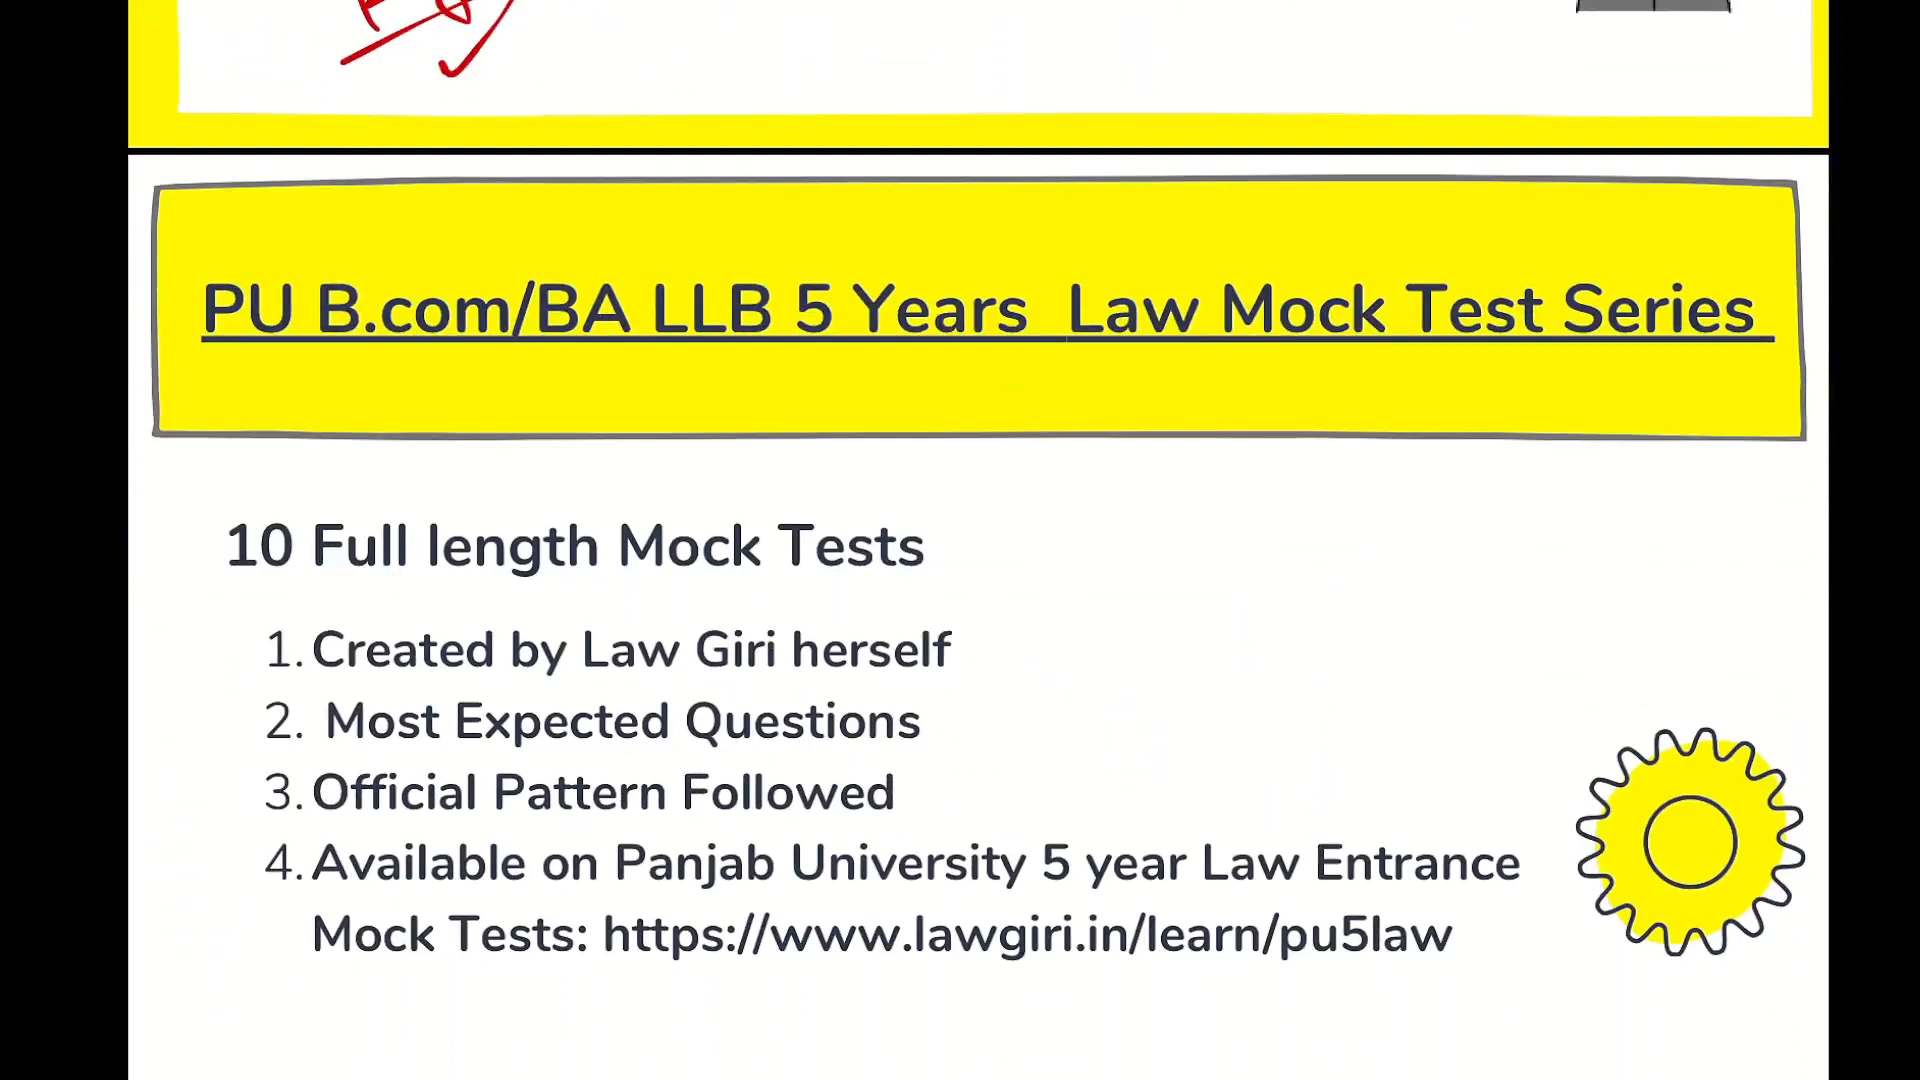 PU B.com/BA LLB 5 Years Law Mock Test Series
10 Full length Mock Tests
1. Created by Law Giri herself
2. Most Expected Questions
3. Official Pattern Followed
4. Available on Panjab University 5 year Law Entrance
Mock Tests: https://www.lawgiri.in/learn/pu5law